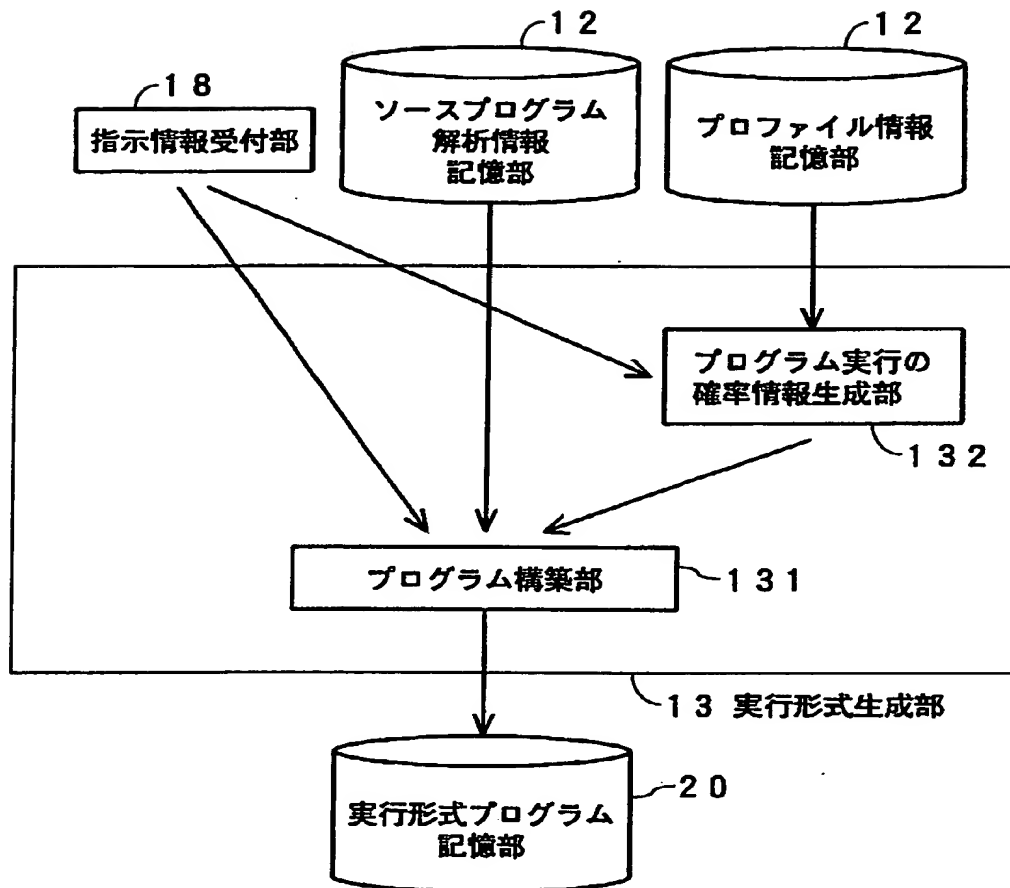 １２
１２
１８
指示情報受付部
ソースプログラム
解析情報
記憶部
プロファイル情報
記憶部
プログラム実行の
確率情報生成部
１３２
プログラム構築部
１３１
１３ 実行形式生成部
２０
実行形式プログラム
記憶部